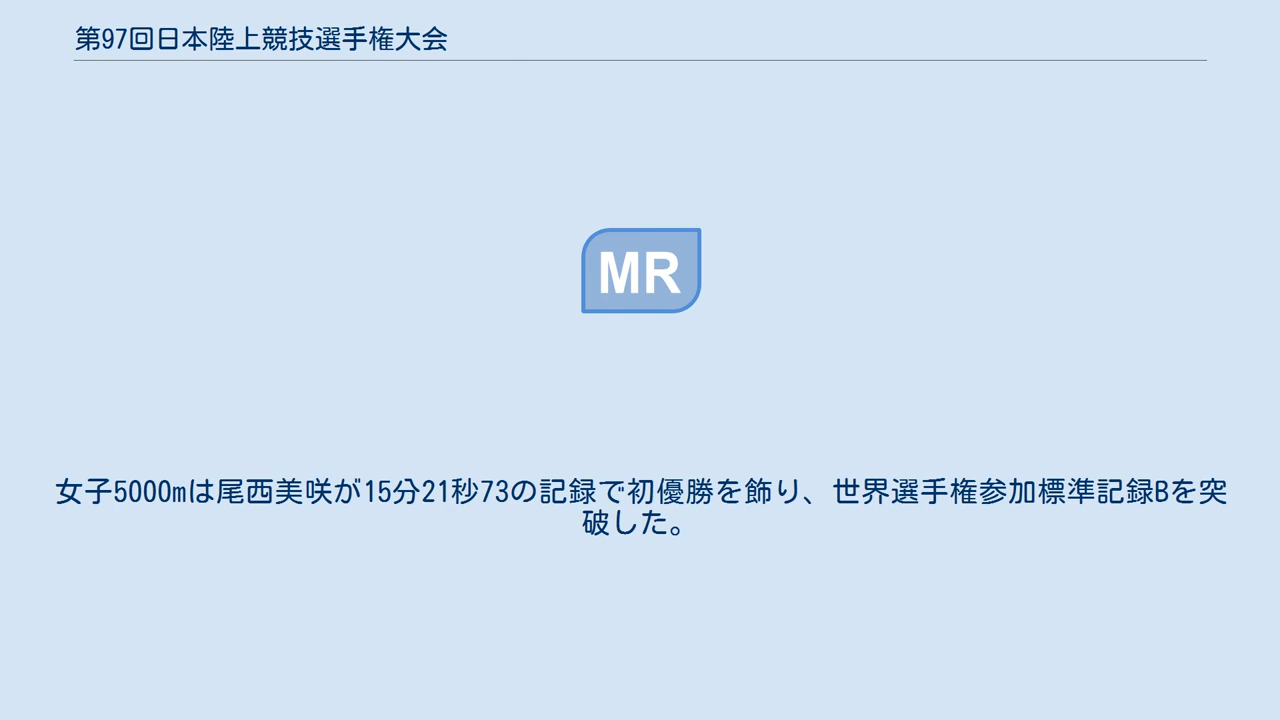 第97回日本陸上競技選手権大会
MR
女子5000mは尾西美咲が15分21秒73の記録で初優勝を飾り、世界選手権参加標準記録Bを突
破した。